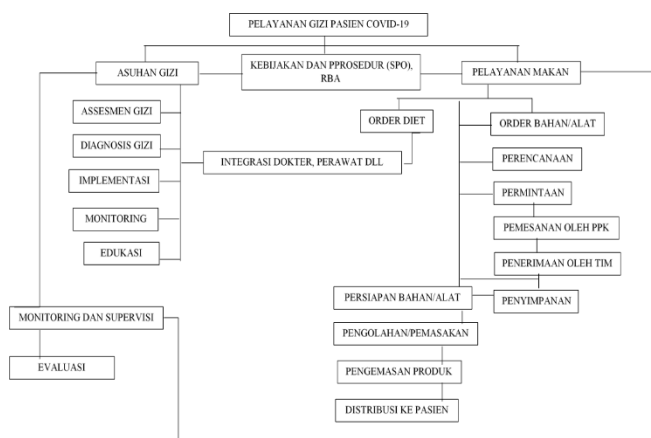 PELAYANAN GIZI PASIEN COVID-19
ASUHAN GIZI
KEBIJAKAN DAN PPROSEDUR (SPO),
RBA
PELAYANAN MAKAN
ASSESMEN GIZI
DIAGNOSIS GIZI
IMPLEMENTASI
MONITORING
EDUKASI
INTEGRASI DOKTER, PERAWAT DLL
ORDER DIET
ORDER BAHAN/ALAT
PERENCANAAN
PERMINTAAN
PEMESANAN OLEH PPK
PENERIMAAN OLEH TIM
PENYIMPANAN
PERSIAPAN BAHAN/ALAT
PENGOLAHAN/PEMASAKAN
PENGEMASAN PRODUK
DISTRIBUSI KE PASIEN
MONITORING DAN SUPERVISI
EVALUASI